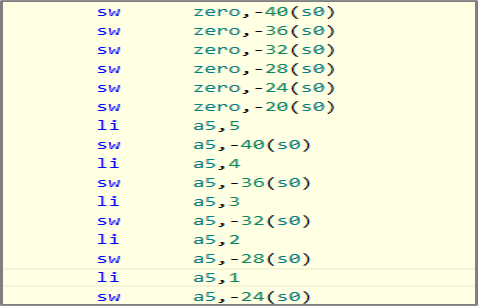 sw zero,-40(s0)
sw zero,-36(s0)
sw zero,-32(s0)
sw zero,-28(s0)
sw zero,-24(s0)
sw zero,-20(s0)
li a5,5
sw a5,-40(s0)
li a5,4
sw a5,-36(s0)
li a5,3
sw a5,-32(s0)
li a5,2
sw a5,-28(s0)
li a5,1
sw a5,-24(s0)